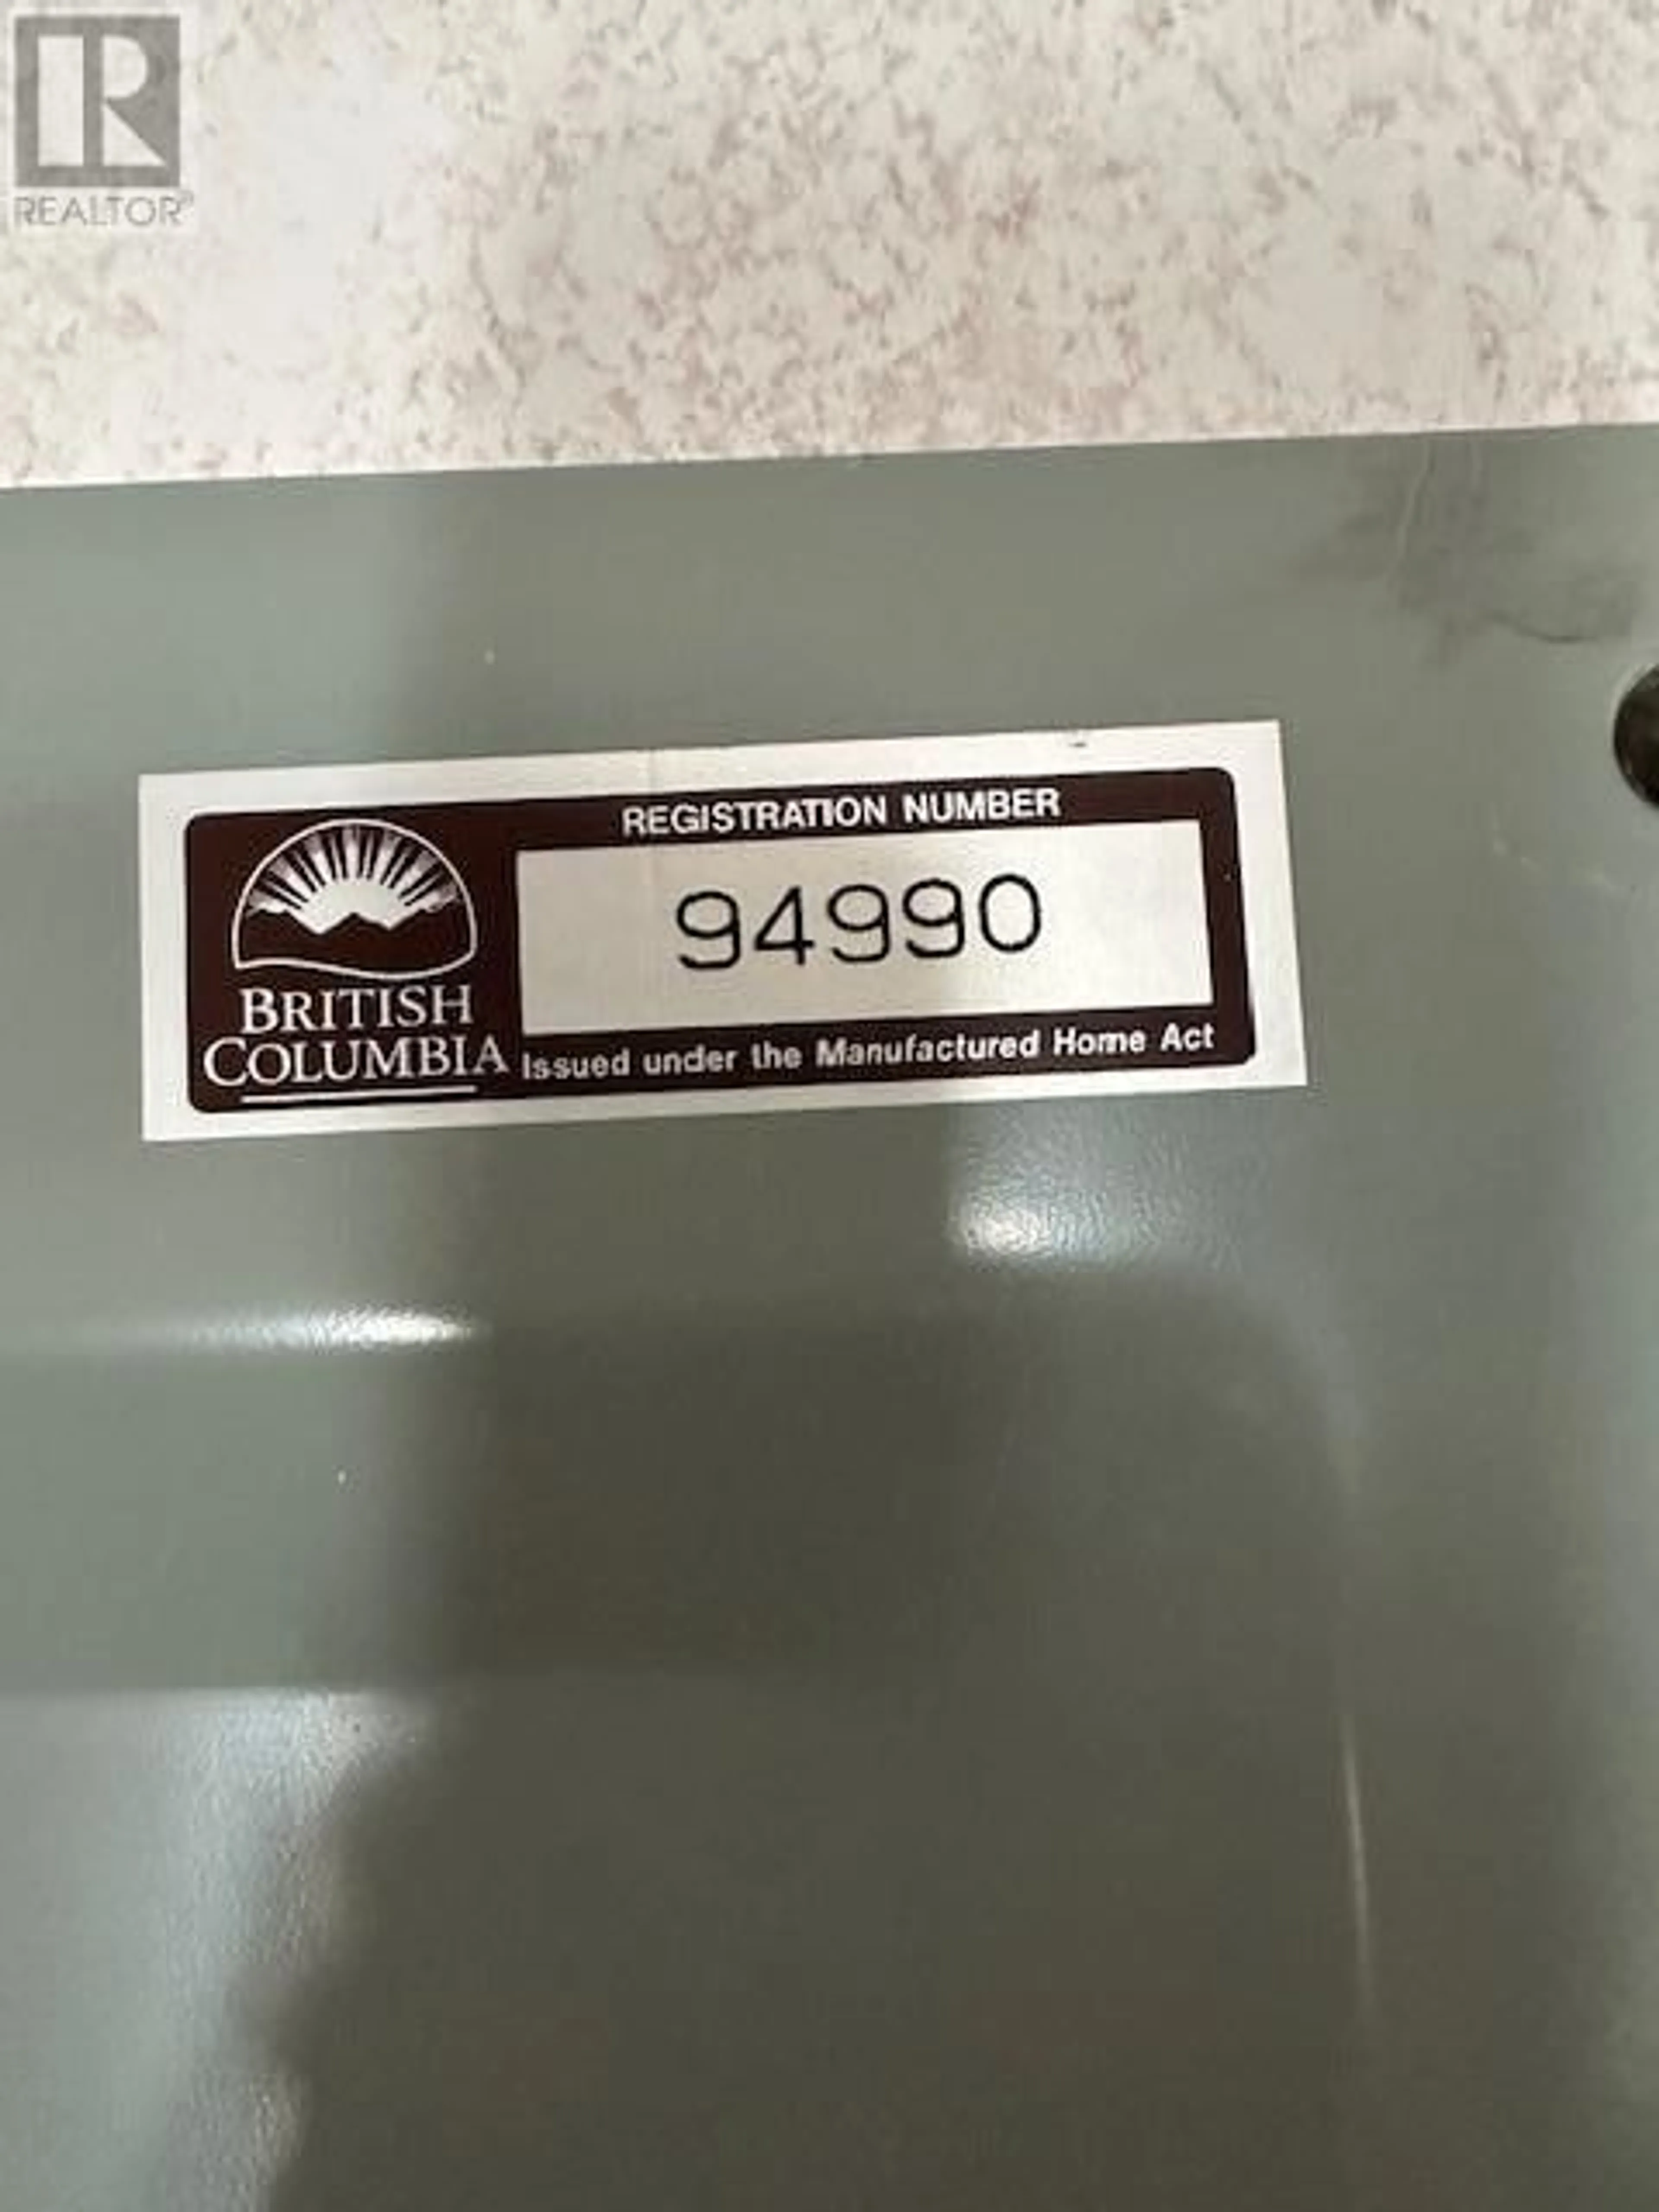 REALTOR®
REGISTRATION NUMBER
94990
BRITISH
COLUMBIA
Issued under the Manufactured Home Act